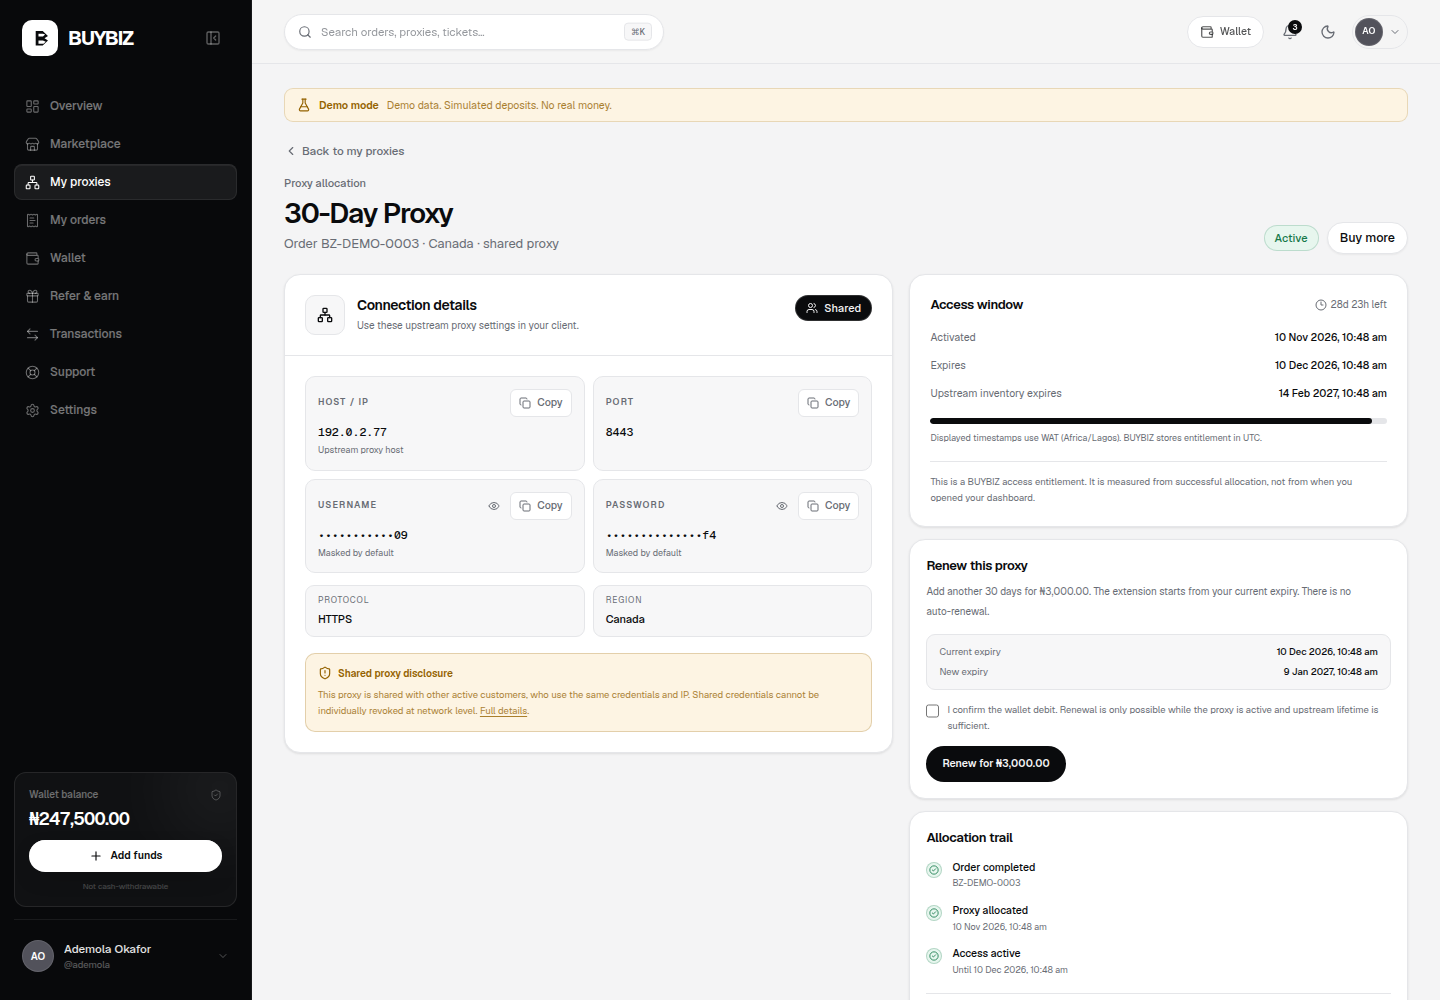 BUYBIZ
Search orders, proxies, tickets...
⌘K
Wallet
3
AO
Overview
Marketplace
My proxies
My orders
Wallet
Refer & earn
Transactions
Support
Settings
Wallet balance
₦247,500.00
Add funds
Not cash-withdrawable
AO
Ademola Okafor
@ademola
Demo mode Demo data. Simulated deposits. No real money.
Back to my proxies
Proxy allocation
30-Day Proxy
Order BZ-DEMO-0003 · Canada · shared proxy
Active
Buy more
Connection details
Use these upstream proxy settings in your client.
Shared
HOST / IP
Copy
192.0.2.77
Upstream proxy host
PORT
Copy
8443
USERNAME
Copy
•••••••••••09
Masked by default
PASSWORD
Copy
••••••••••••••f4
Masked by default
PROTOCOL
HTTPS
REGION
Canada
Shared proxy disclosure
This proxy is shared with other active customers, who use the same credentials and IP. Shared credentials cannot be
individually revoked at network level. Full details.
Access window
28d 23h left
Activated 10 Nov 2026, 10:48 am
Expires 10 Dec 2026, 10:48 am
Upstream inventory expires 14 Feb 2027, 10:48 am
Displayed timestamps use WAT (Africa/Lagos). BUYBIZ stores entitlement in UTC.
This is a BUYBIZ access entitlement. It is measured from successful allocation, not from when you
opened your dashboard.
Renew this proxy
Add another 30 days for ₦3,000.00. The extension starts from your current expiry. There is no
auto-renewal.
Current expiry 10 Dec 2026, 10:48 am
New expiry 9 Jan 2027, 10:48 am
I confirm the wallet debit. Renewal is only possible while the proxy is active and upstream lifetime is
sufficient.
Renew for ₦3,000.00
Allocation trail
Order completed
BZ-DEMO-0003
Proxy allocated
10 Nov 2026, 10:48 am
Access active
Until 10 Dec 2026, 10:48 am